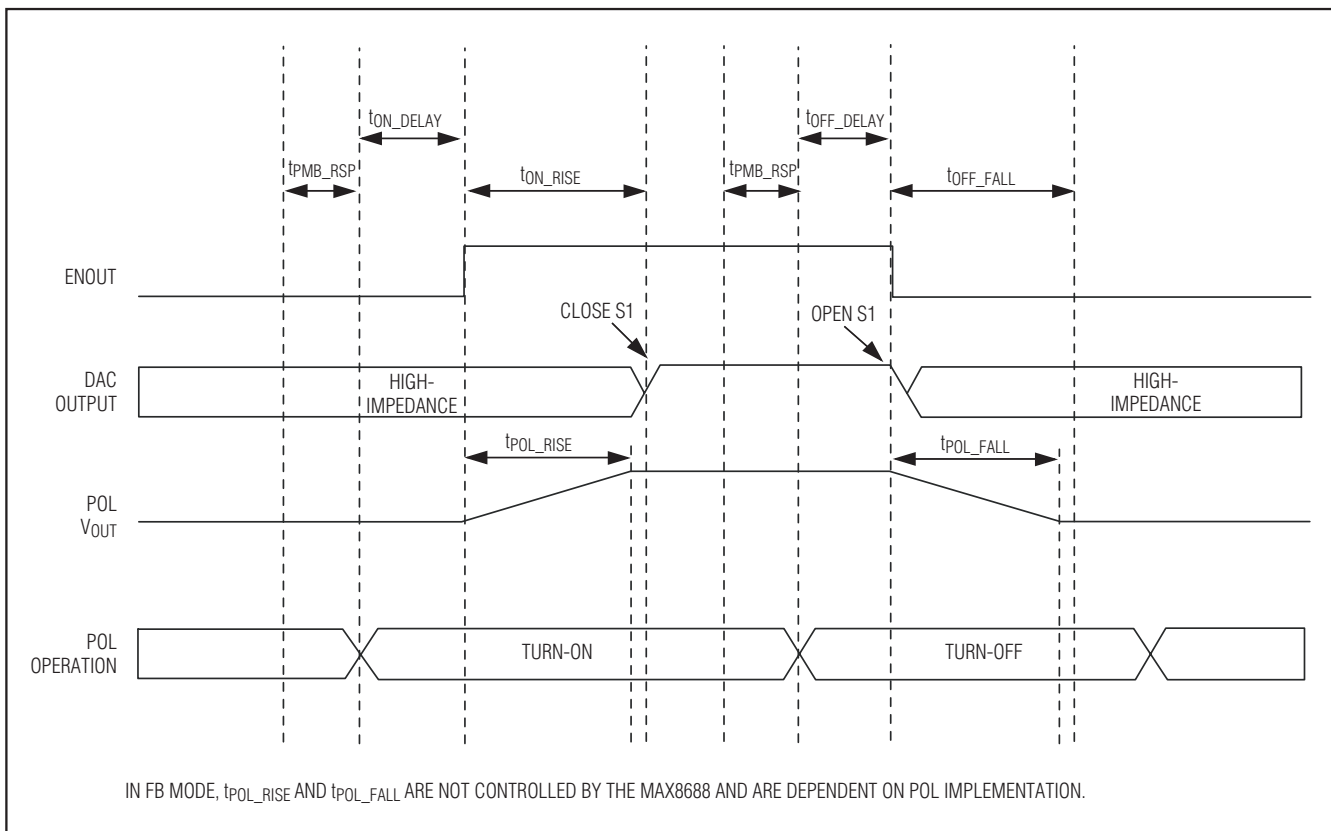 tON_DELAY
tOFF_DELAY
tPMB_RSP
tON_RISE
tPMB_RSP
tOFF_FALL
ENOUT
CLOSE S1
OPEN S1
DAC
OUTPUT
HIGH-
IMPEDANCE
HIGH-
IMPEDANCE
tPOL_RISE
tPOL_FALL
POL
VOUT
POL
OPERATION
TURN-ON
TURN-OFF
IN FB MODE, tPOL_RISE AND tPOL_FALL ARE NOT CONTROLLED BY THE MAX8688 AND ARE DEPENDENT ON POL IMPLEMENTATION.